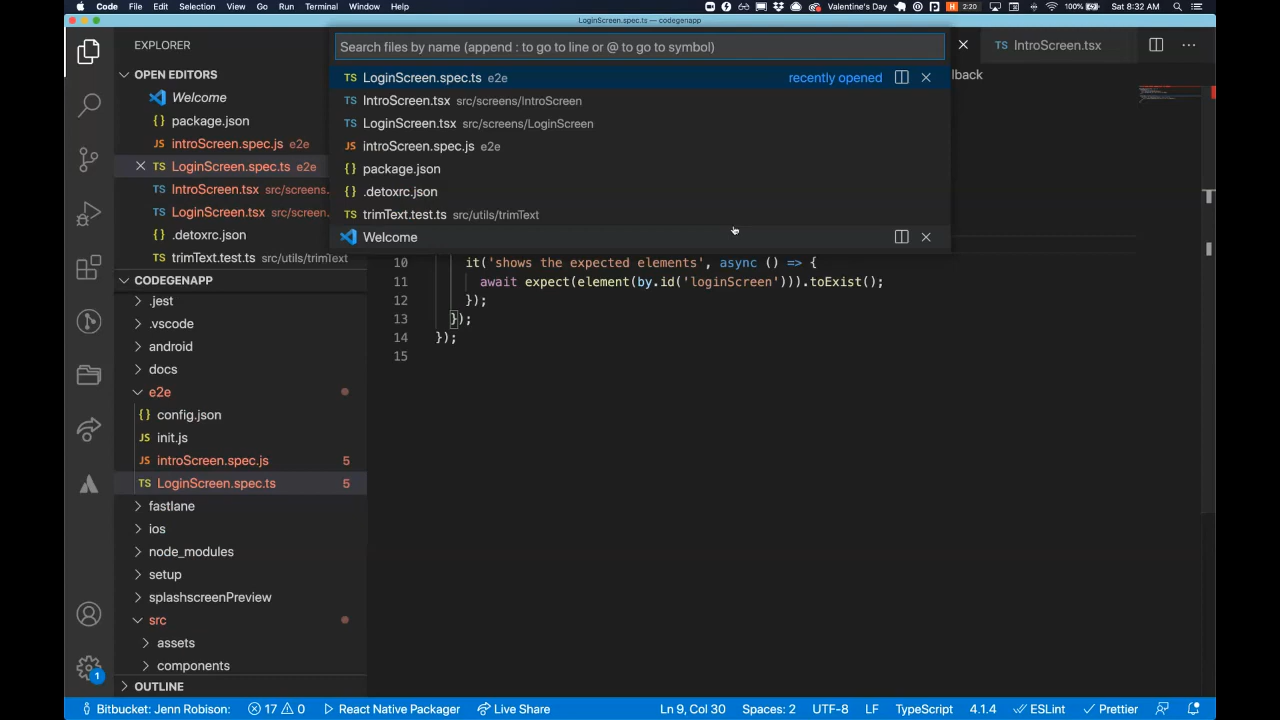 Code File Edit Selection View Go Run Terminal Window Help Valentine's Day 2:20 100% Sat 8:32 AM
LoginScreen.spec.ts — codegenapp
EXPLORER
OPEN EDITORS
Welcome
package.json
introScreen.spec.js e2e
LoginScreen.spec.ts e2e
IntroScreen.tsx src/screens.
LoginScreen.tsx src/screen.
.detoxrc.json
trimText.test.ts src/utils/trimText
CODEGENAPP
.jest
.vscode
android
docs
e2e
config.json
init.js
introScreen.spec.js 5
LoginScreen.spec.ts 5
fastlane
ios
node_modules
setup
splashscreenPreview
src
assets
components
OUTLINE
Search files by name (append : to go to line or @ to go to symbol)
LoginScreen.spec.ts e2e recently opened
IntroScreen.tsx src/screens/IntroScreen
LoginScreen.tsx src/screens/LoginScreen
introScreen.spec.js e2e
package.json
.detoxrc.json
trimText.test.ts src/utils/trimText
Welcome
IntroScreen.tsx
lback
10 it('shows the expected elements', async () => {
11 await expect(element(by.id('loginScreen'))).toExist();
12 });
13 });
14 });
15
1
Bitbucket: Jenn Robison: 17 0 React Native Packager Live Share Ln 9, Col 30 Spaces: 2 UTF-8 LF TypeScript 4.1.4 ESLint Prettier